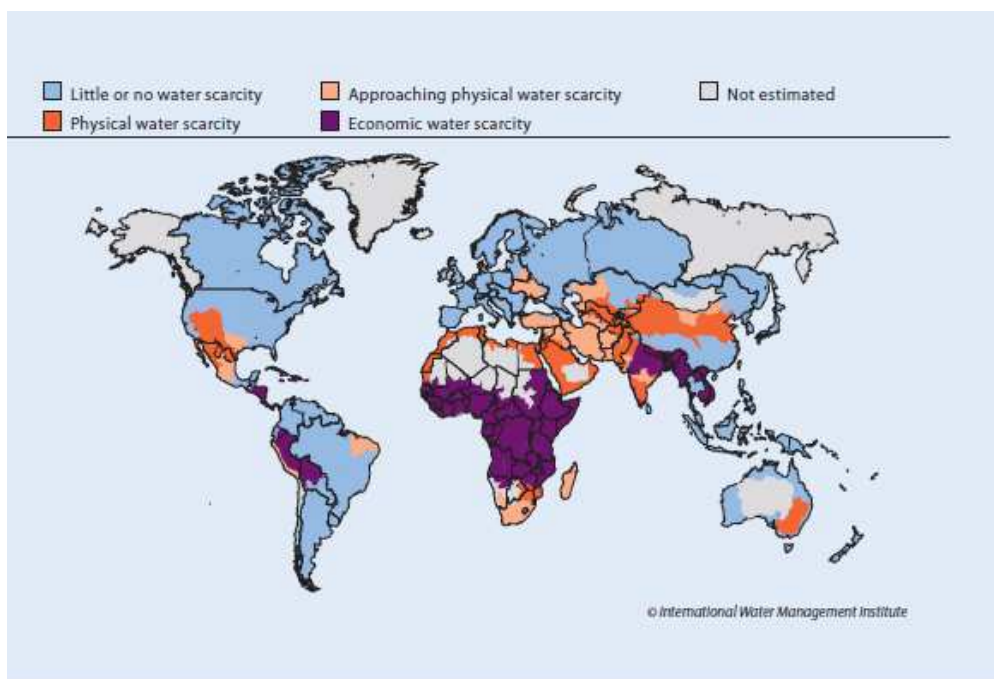 Little or no water scarcity
Approaching physical water scarcity
Not estimated
Physical water scarcity
Economic water scarcity
© International Water Management Institute